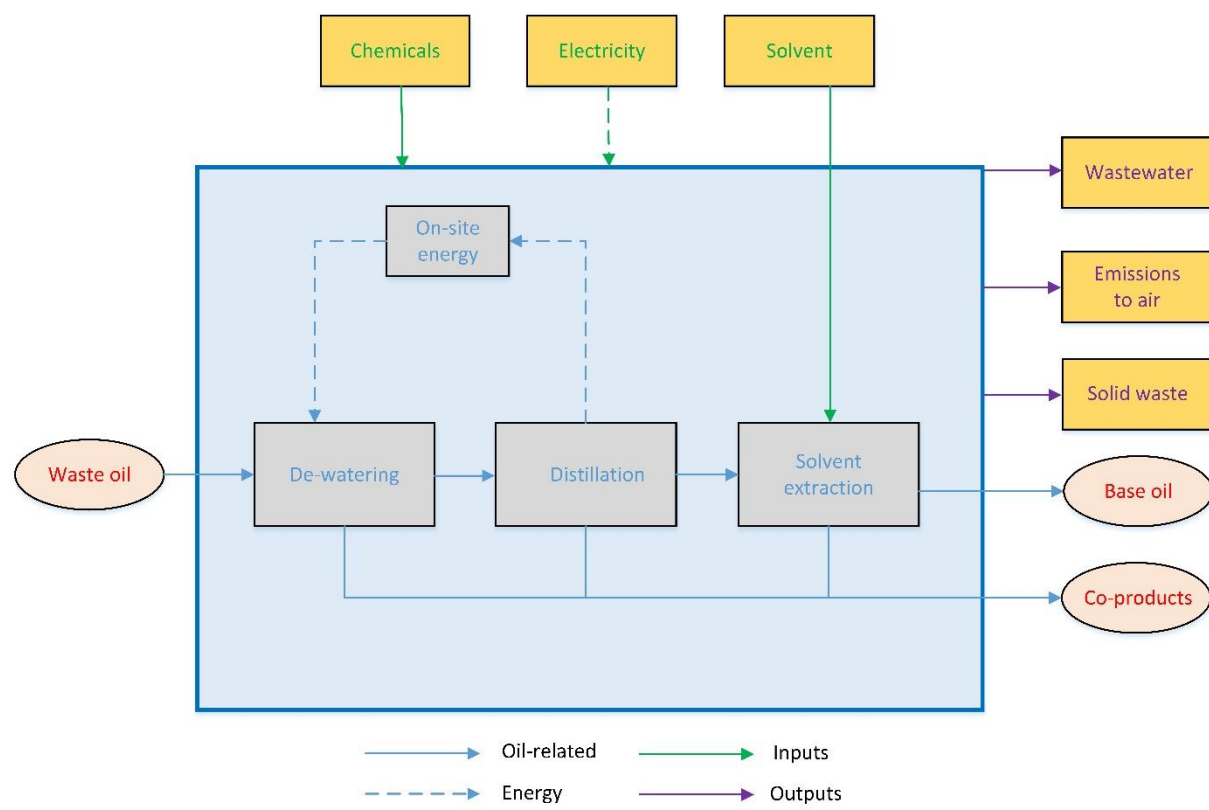 Chemicals
Electricity
Solvent
Wastewater
On-site
energy
Emissions
to air
Solid waste
Waste oil
De-watering
Distillation
Solvent
extraction
Base oil
Co-products
Oil-related
Inputs
Energy
Outputs